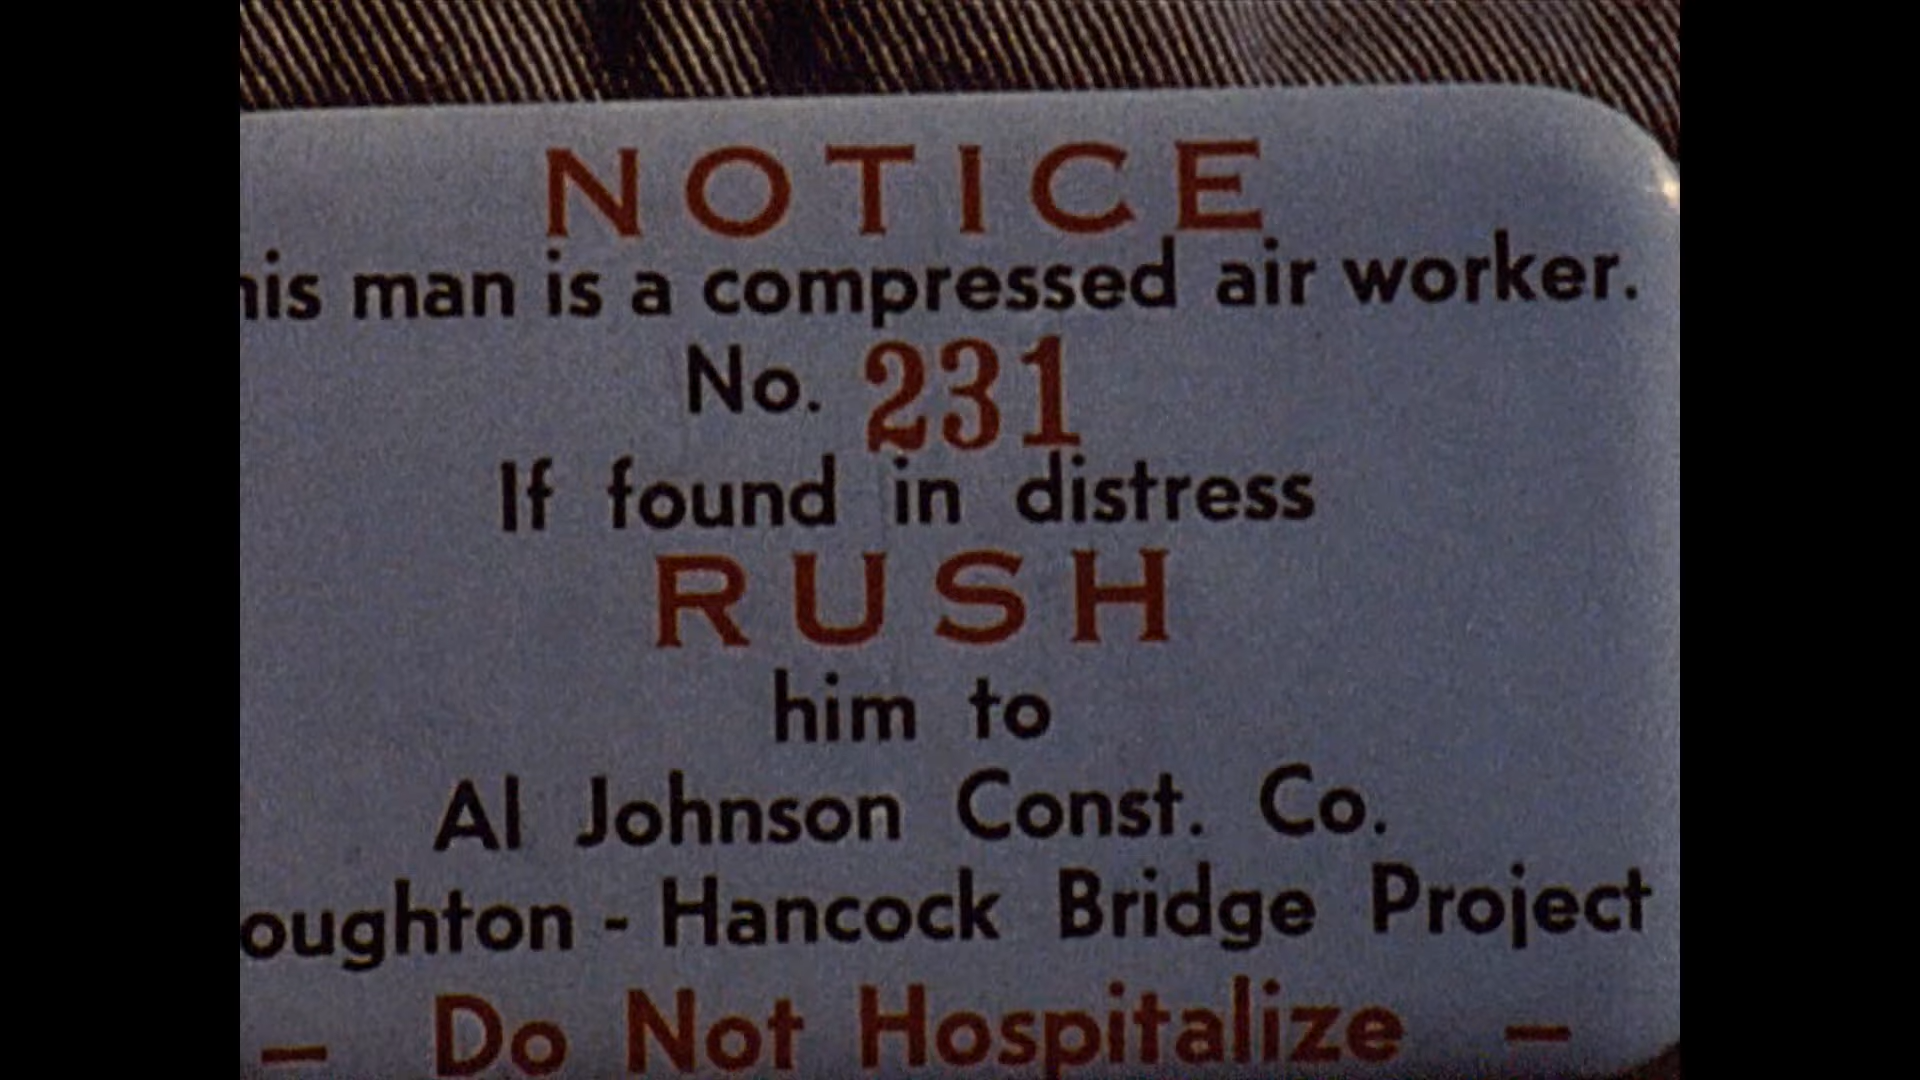 NOTICE
his man is a compressed air worker.
No. 231
If found in distress
RUSH
him to
Al Johnson Const. Co.
oughton - Hancock Bridge Project
— Do Not Hospitalize —